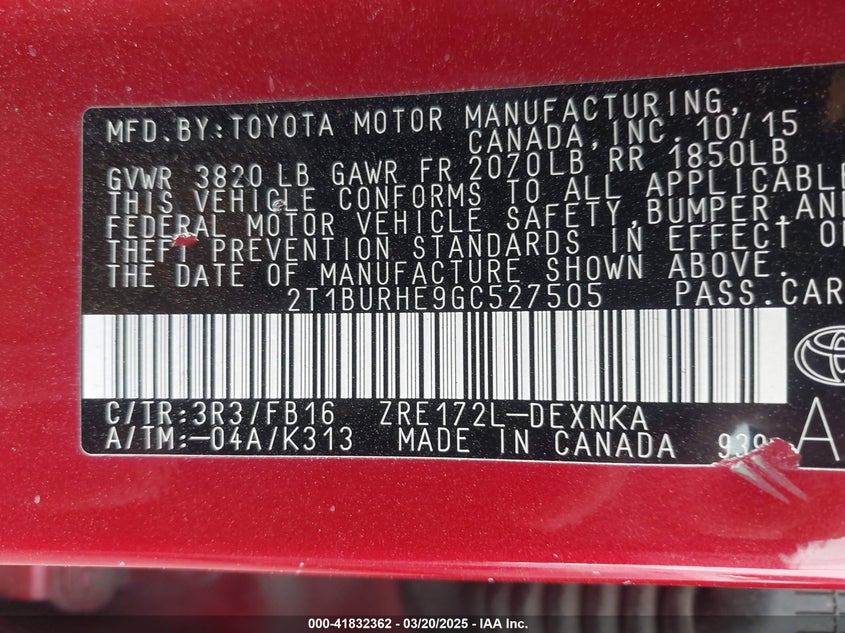 MFD.BY:TOYOTA MOTOR MANUFACTURING,
CANADA,INC. 10/15
GVWR 3820 LB GAWR FR 2070LB RR 1850LB
THIS VEHICLE CONFORMS TO ALL APPLICABLE
FEDERAL MOTOR VEHICLE SAFETY,BUMPER,AND
THEFT PREVENTION STANDARDS IN EFFECT O
THE DATE OF MANUFACTURE SHOWN ABOVE.
2T1BURHE9GC527505 PASS.CAR
C/TR:3R3/FB16 ZRE172L-DEXNKA
A/TM:-04A/K313 MADE IN CANADA 939 A
000-41832362 / 03/20/2025 - © IAA Inc.